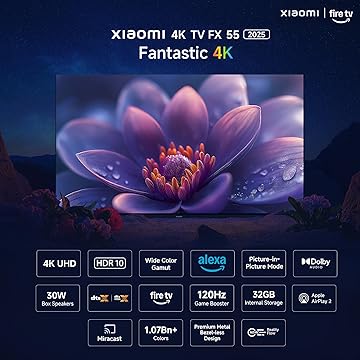 xiaomi | fire tv
xiaomi 4K TV FX 55 2025
Fantastic 4K
4K UHD
HDR 10
Wide Color
Gamut
alexa
Picture-in-
Picture Mode
Dolby
AUDIO
30W
Box Speakers
dts X
fire tv
120Hz
Game Booster
32GB
Internal Storage
Apple
AirPlay 2
Miracast
1.07Bn+
Colors
Premium Metal
Bezel-less Design
Reality
Flow